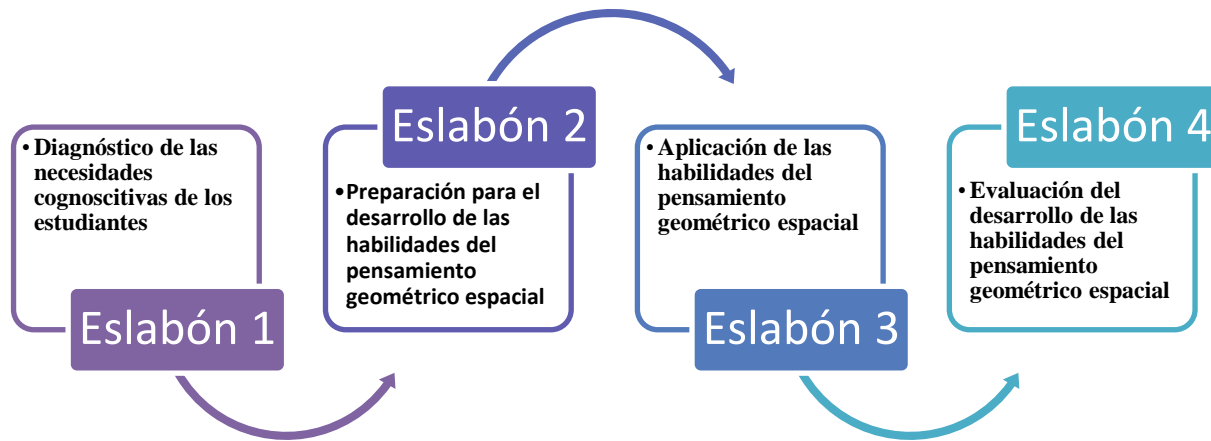 • Diagnóstico de las
necesidades
cognoscitivas de los
estudiantes
Eslabón 1
Eslabón 2
•Preparación para el
desarrollo de las
habilidades del
pensamiento
geométrico espacial
• Aplicación de las
habilidades del
pensamiento
geométrico espacial
Eslabón 3
Eslabón 4
• Evaluación del
desarrollo de las
habilidades del
pensamiento
geométrico espacial